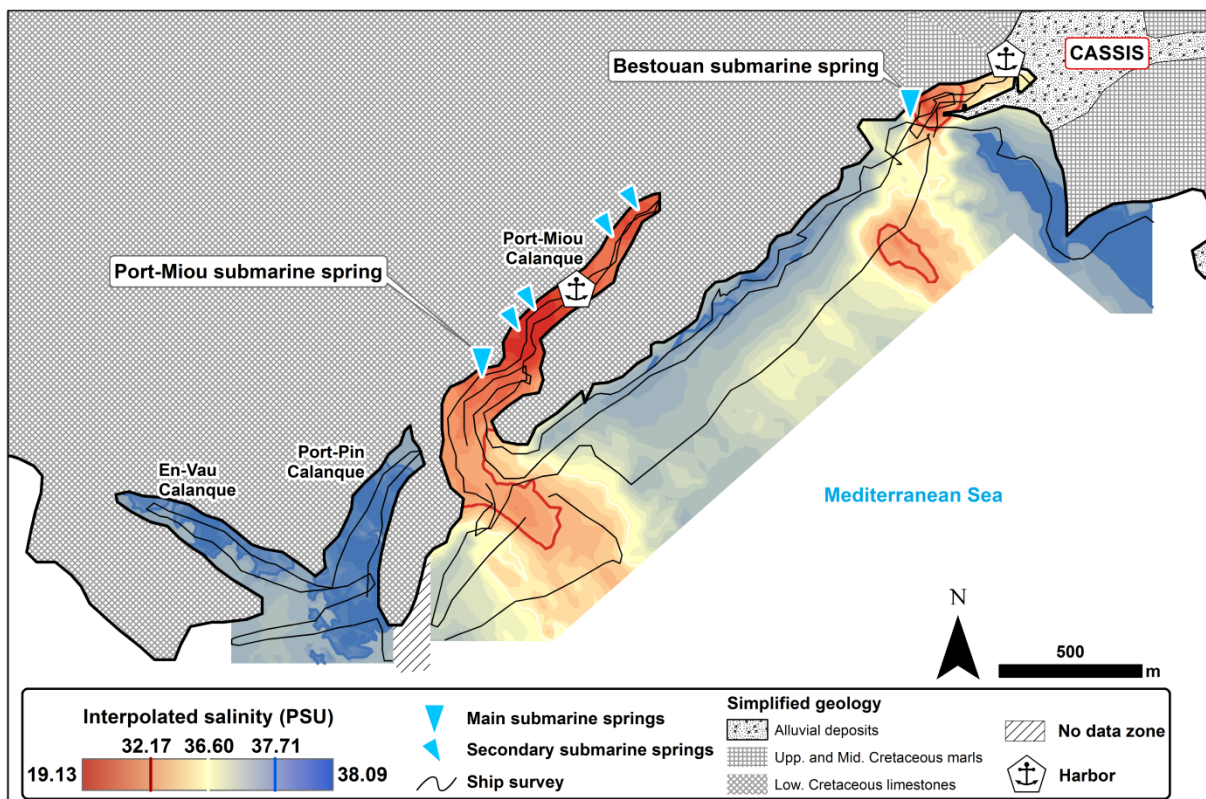 Bestouan submarine spring
CASSIS
Port-Miou
Calanque
Port-Miou submarine spring
Port-Pin
Calanque
En-Vau
Calanque
Mediterranean Sea
N
500
m
Interpolated salinity (PSU)
32.17 36.60 37.71
19.13 38.09
Main submarine springs
Secondary submarine springs
Ship survey
Simplified geology
Alluvial deposits
Upp. and Mid. Cretaceous marls
Low. Cretaceous limestones
No data zone
Harbor